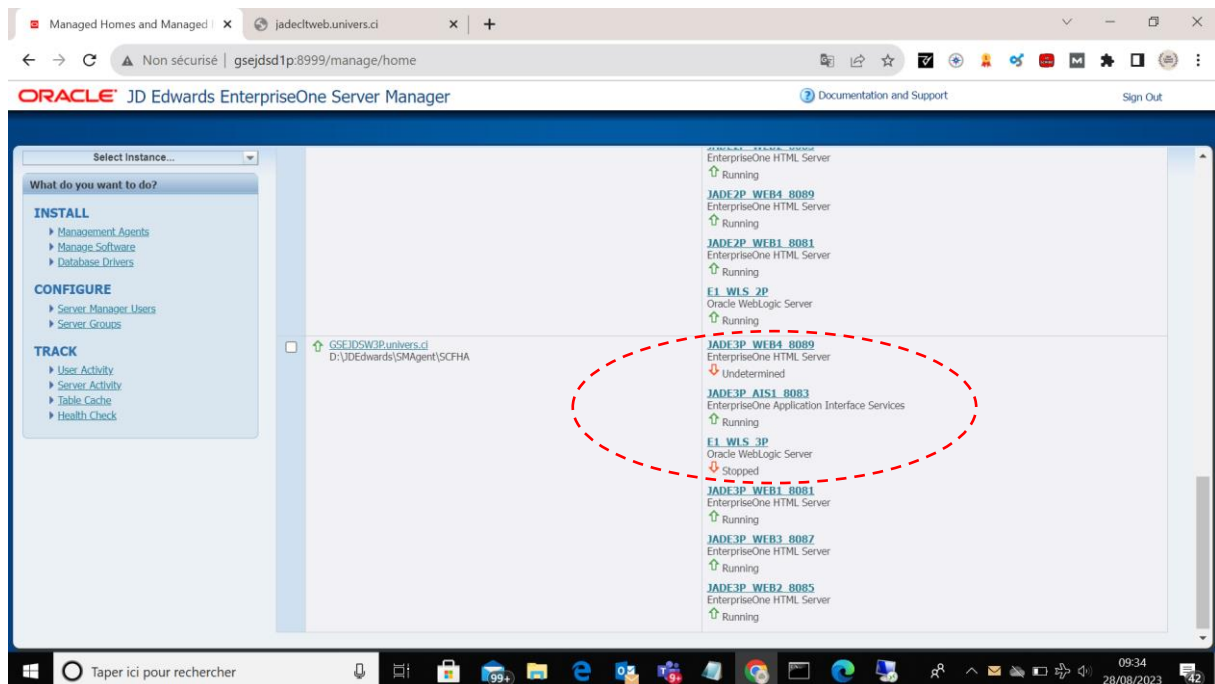 Managed Homes and Managed I
jadecltweb.univers.ci
Non sécurisé | gsejdsd1p:8999/manage/home
ORACLE JD Edwards EnterpriseOne Server Manager
Documentation and Support
Sign Out
Select Instance...
What do you want to do?
INSTALL
Management Agents
Manage Software
Database Drivers
CONFIGURE
Server Manager Users
Server Groups
TRACK
User Activity
Server Activity
Table Cache
Health Check
GSEJDSW3P.univers.ci
D:\JDEdwards\SMAgent\SCFHA
EnterpriseOne HTML Server
Running
JADE2P_WEB4_8089
EnterpriseOne HTML Server
Running
JADE2P_WEB1_8081
EnterpriseOne HTML Server
Running
E1_WLS_2P
Oracle WebLogic Server
Running
JADE3P_WEB4_8089
EnterpriseOne HTML Server
Undetermined
JADE3P_AIS1_8083
EnterpriseOne Application Interface Services
Running
E1_WLS_3P
Oracle WebLogic Server
Stopped
JADE3P_WEB1_8081
EnterpriseOne HTML Server
Running
JADE3P_WEB3_8087
EnterpriseOne HTML Server
Running
JADE3P_WEB2_8085
EnterpriseOne HTML Server
Running
Taper ici pour rechercher
99+
9+
09:34
28/08/2023
42